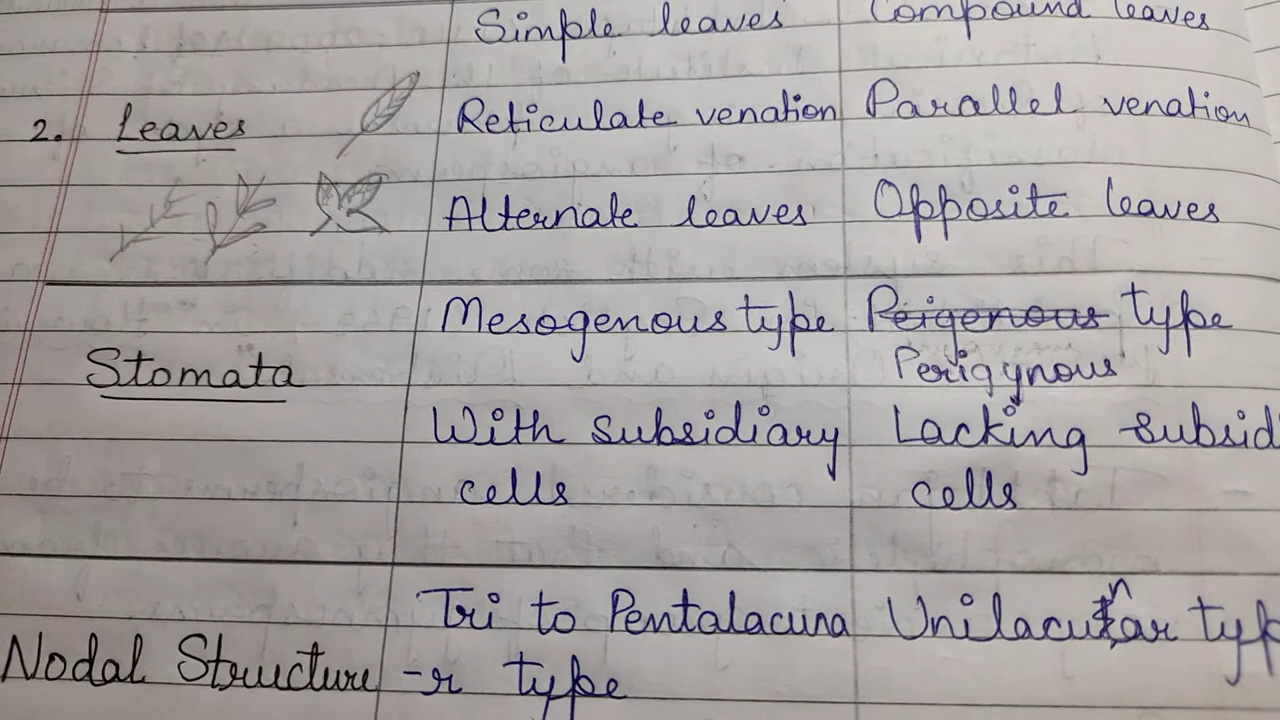 Simple leaves Compound leaves
2. Leaves Reticulate venation Parallel venation
Alternate leaves Opposite leaves
Mesogenous type Peigenous type
Stomata Perigynous
With subsidiary Lacking subsid
cells cells
Tri to Pentalacuna Unilacunar typ
Nodal Structure -r type